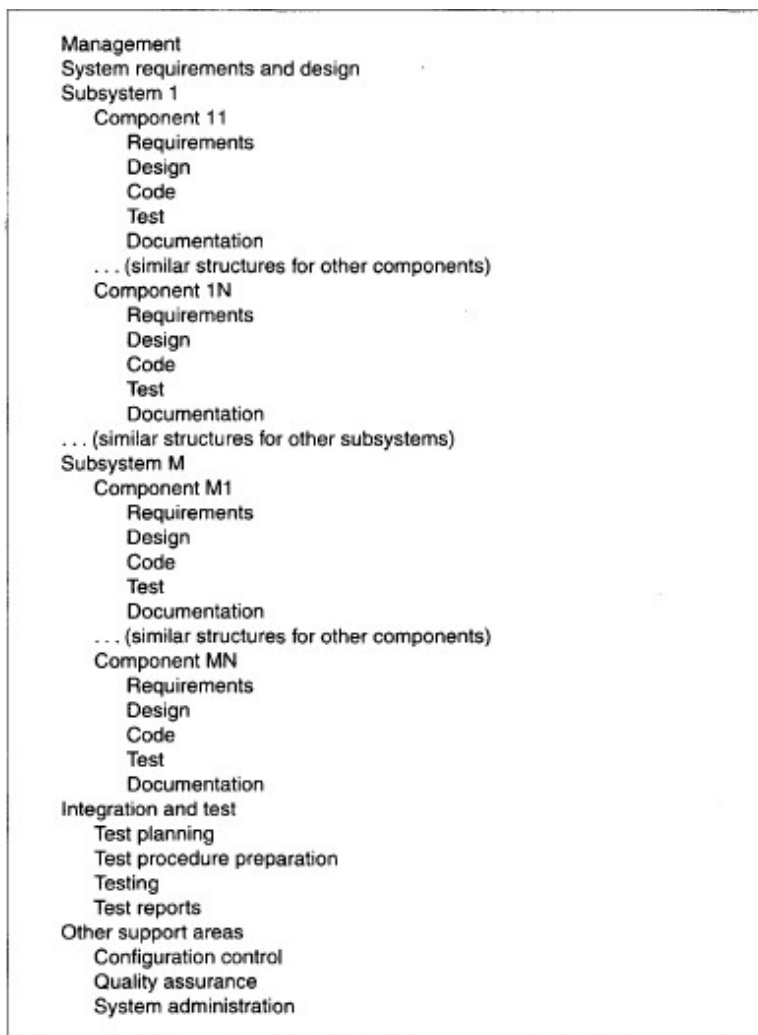 Management
System requirements and design
Subsystem 1
Component 11
Requirements
Design
Code
Test
Documentation
. . . (similar structures for other components)
Component 1N
Requirements
Design
Code
Test
Documentation
. . . (similar structures for other subsystems)
Subsystem M
Component M1
Requirements
Design
Code
Test
Documentation
. . . (similar structures for other components)
Component MN
Requirements
Design
Code
Test
Documentation
Integration and test
Test planning
Test procedure preparation
Testing
Test reports
Other support areas
Configuration control
Quality assurance
System administration